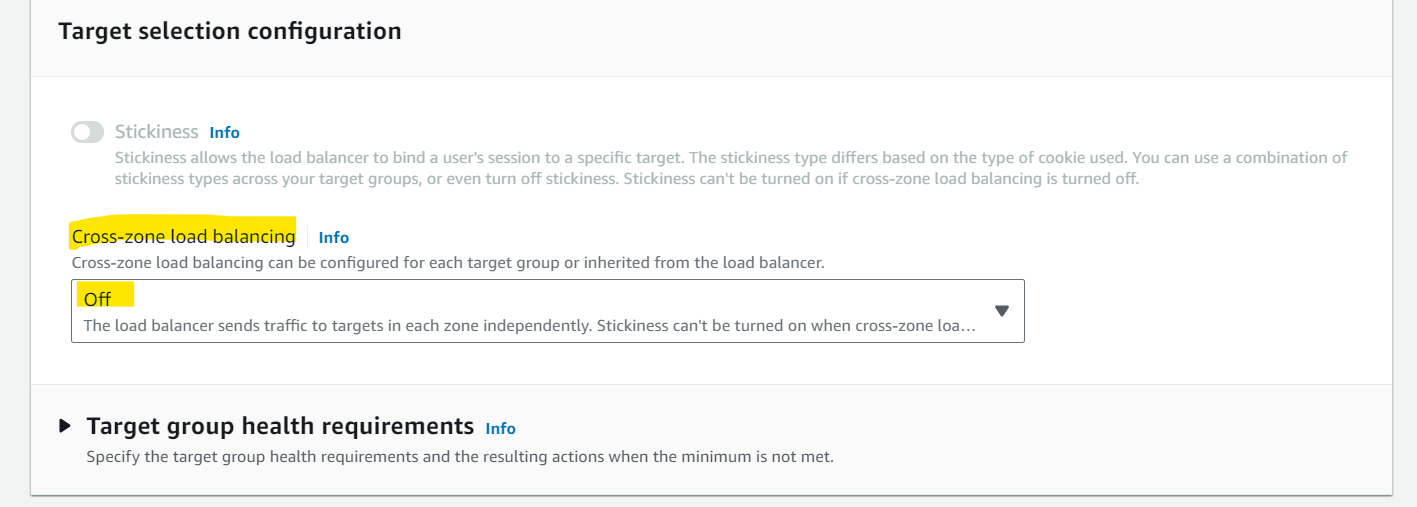 Target selection configuration
Stickiness Info
Stickiness allows the load balancer to bind a user's session to a specific target. The stickiness type differs based on the type of cookie used. You can use a combination of
stickiness types across your target groups, or even turn off stickiness. Stickiness can't be turned on if cross-zone load balancing is turned off.
Cross-zone load balancing Info
Cross-zone load balancing can be configured for each target group or inherited from the load balancer.
Off
The load balancer sends traffic to targets in each zone independently. Stickiness can't be turned on when cross-zone loa…
Target group health requirements Info
Specify the target group health requirements and the resulting actions when the minimum is not met.